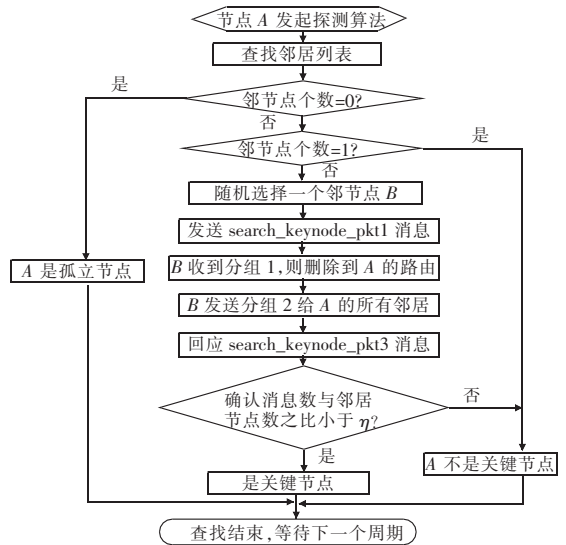 节点 A 发起探测算法
查找邻居列表
是
邻节点个数=0?
否
是
邻节点个数=1?
否
随机选择一个邻节点 B
发送 search_keynode_pkt1 消息
A 是孤立节点
B 收到分组 1,则删除到 A 的路由
B 发送分组 2 给 A 的所有邻居
回应 search_keynode_pkt3 消息
确认消息数与邻居
节点数之比小于 η?
否
是
A 不是关键节点
是关键节点
查找结束,等待下一个周期